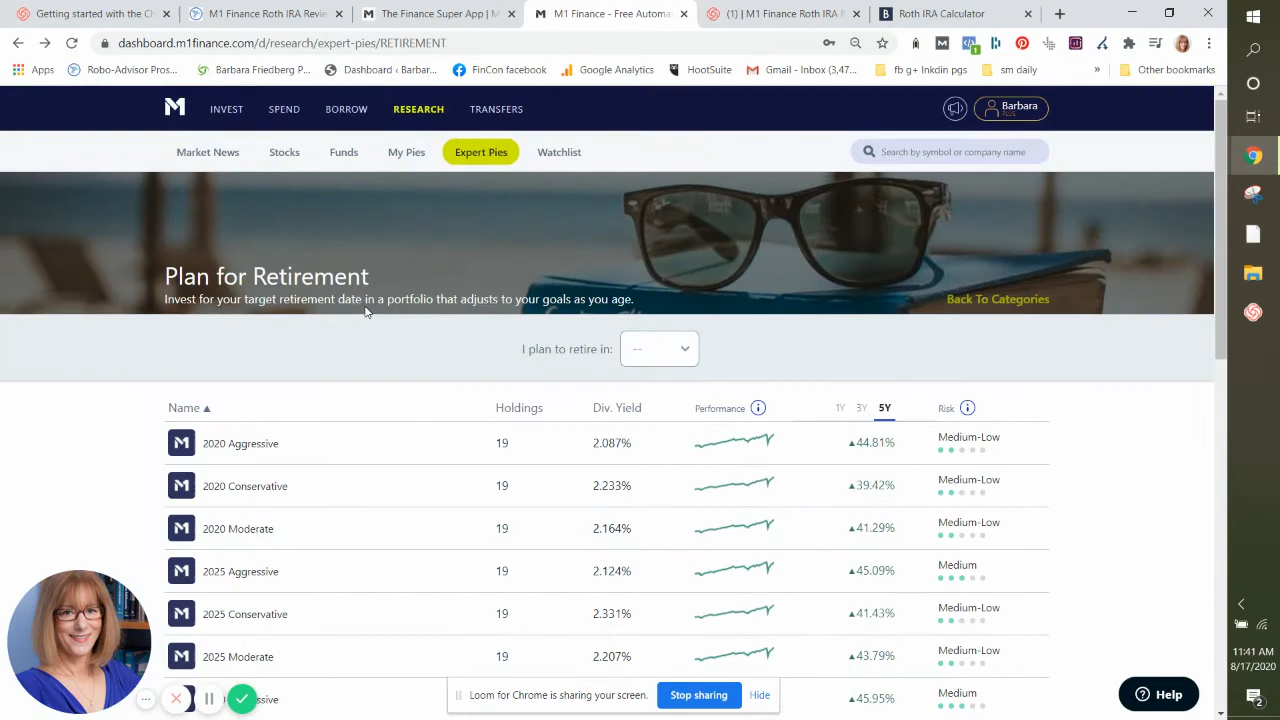 Getting started with the Ch
M1 Finance Roth IRA Revie
The Finance Super App | M
M1 Finance - Free Automa
(1) | M1 Roth IRA R
Roth IRA Calculator
dashboard.m1finance.com/d/research/expert-pies/RETIREMENT
Apps
Robo-Advisor Pros...
Barbara Friedberg P...
Dashboard - Finteki...
FinCon facebook
Google Analytics
HootSuite
Gmail - Inbox (3,47...
fb g+ lnkdin pgs
sm daily
»
Other bookmarks
INVEST SPEND BORROW RESEARCH TRANSFERS
Barbara
PLUS
Market News Stocks Funds My Pies Expert Pies Watchlist
Search by symbol or company name
Plan for Retirement
Invest for your target retirement date in a portfolio that adjusts to your goals as you age.
Back To Categories
I plan to retire in: --
Name ▲ Holdings Div. Yield Performance 1Y 3Y 5Y Risk
2020 Aggressive 19 2.087% ▲44.81% Medium-Low
2020 Conservative 19 2.233% ▲39.42% Medium-Low
2020 Moderate 19 2.164% ▲41.29% Medium-Low
2025 Aggressive 19 2.124% ▲45.09% Medium
2025 Conservative 19 2.311% ▲41.43% Medium-Low
2025 Moderate 19 2.207% ▲43.79% Medium-Low
▲45.95% Medium
Loom for Chrome is sharing your screen. Stop sharing Hide
Help
11:41 AM
8/17/2020
2